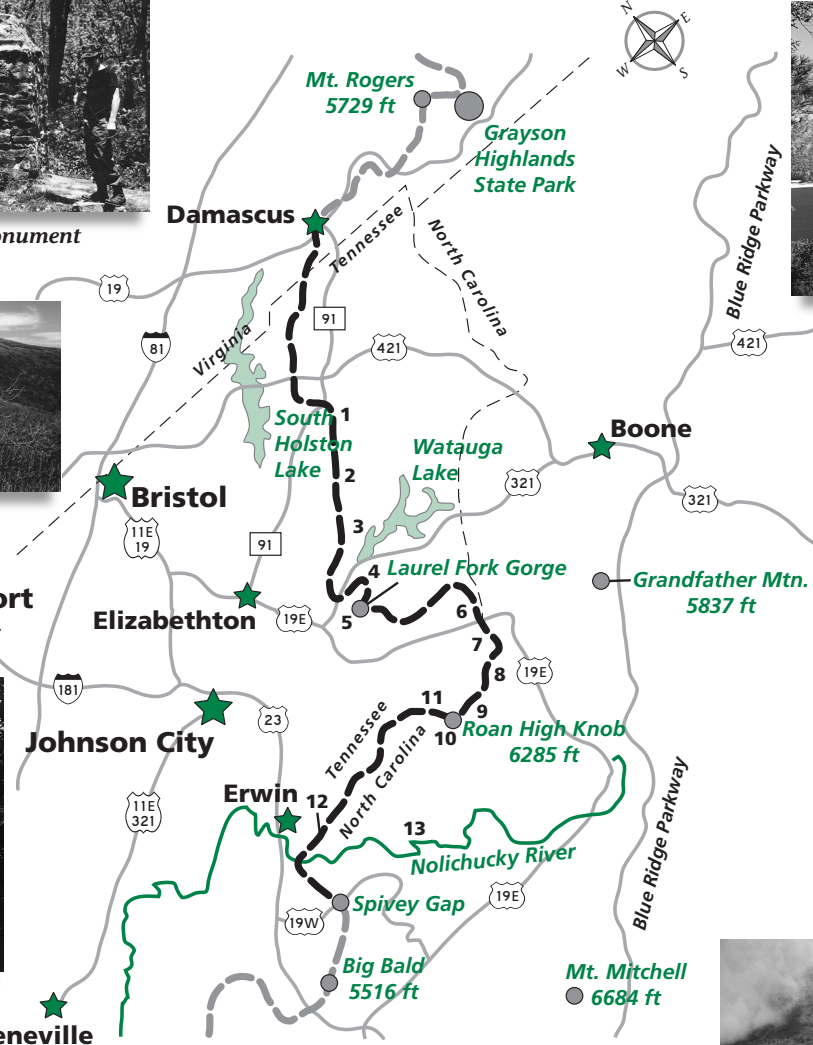 N
E
W
S
Mt. Rogers
5729 ft
Grayson
Highlands
State Park
Damascus
onument
Tennessee
North Carolina
Blue Ridge Parkway
19
91
81
Virginia
421
421
South
Holston
Lake
1
Watauga
Lake
Boone
2
321
321
Bristol
11E
19
3
91
4
Laurel Fork Gorge
Grandfather Mtn.
5837 ft
ort
Elizabethton
19E
5
6
7
8
19E
181
9
11
10
Roan High Knob
6285 ft
23
Johnson City
Tennessee
North Carolina
Erwin
12
11E
321
13
Nolichucky River
Blue Ridge Parkway
19E
Spivey Gap
19W
Big Bald
5516 ft
Mt. Mitchell
6684 ft
eneville